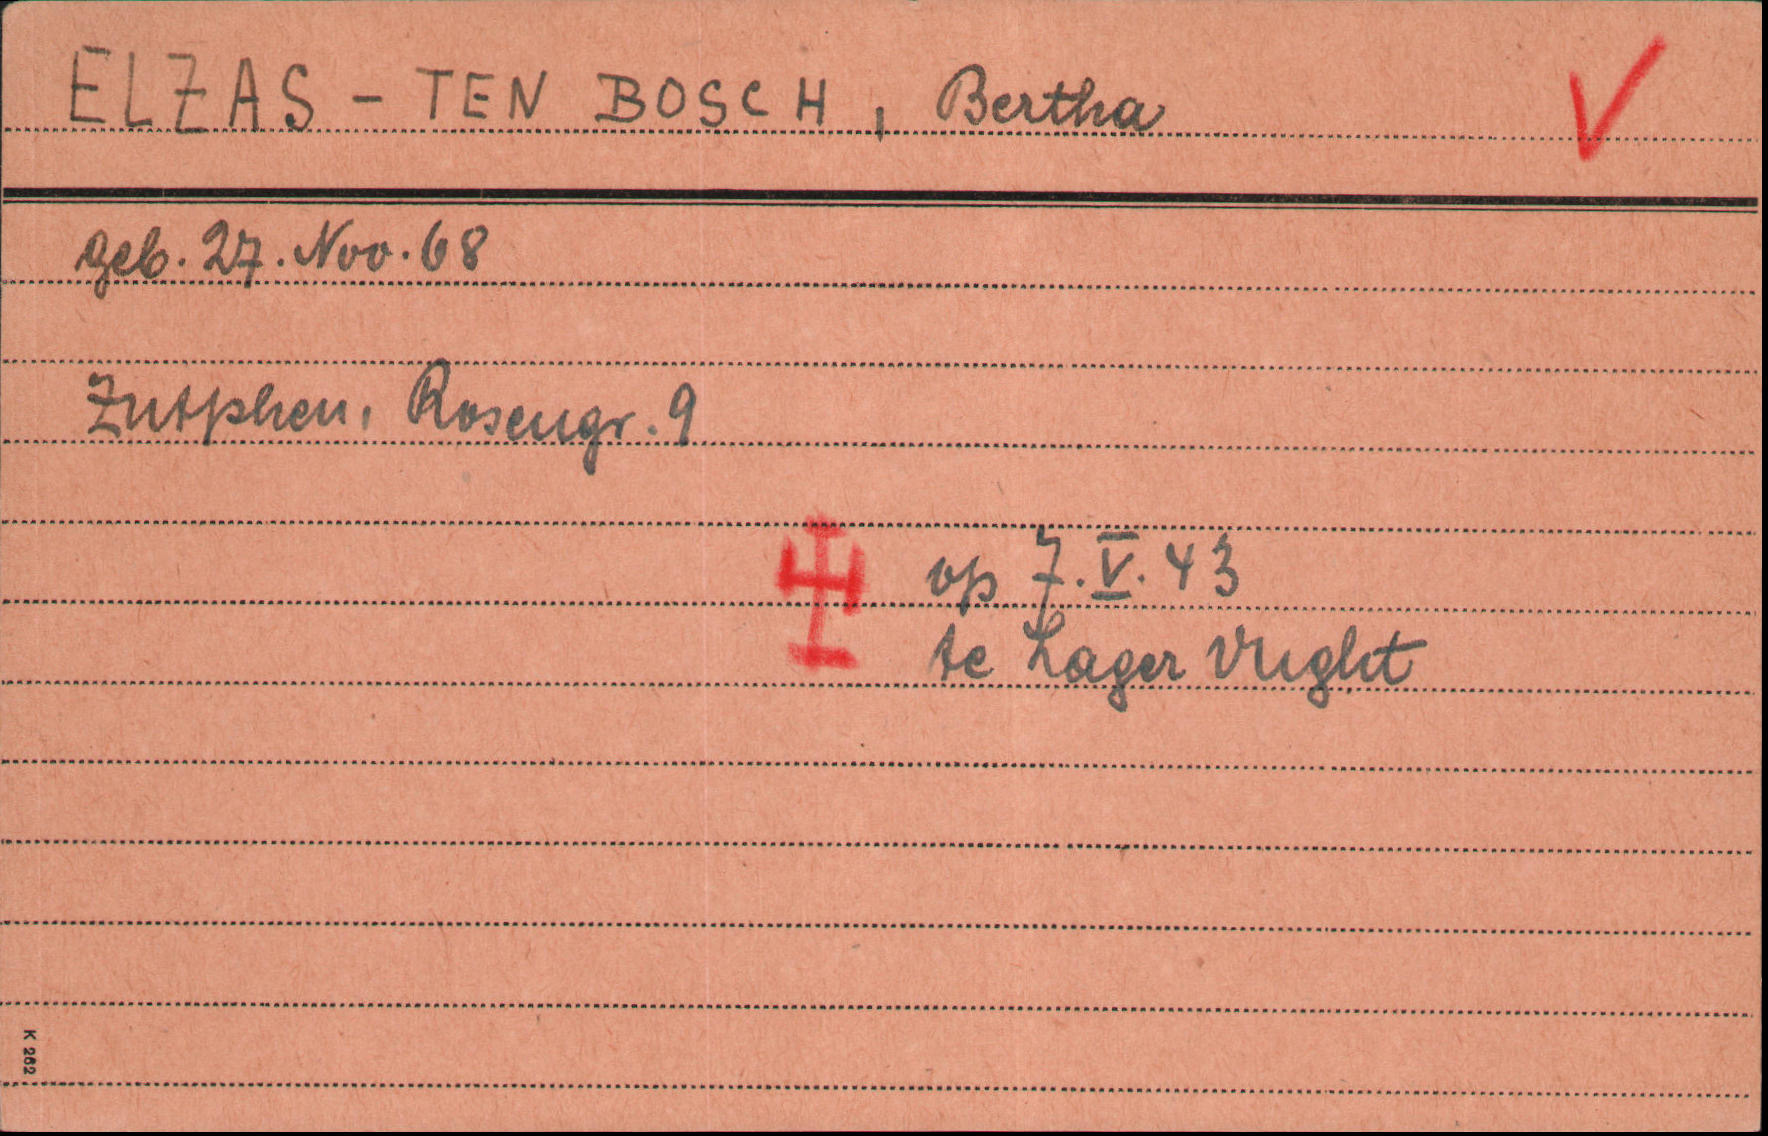 ELZAS - TEN BOSCH, Bertha
geb. 27. Nov. 68
Zutphen, Rosengr. 9
op 7. V. 43
te Lager Vught
K 262